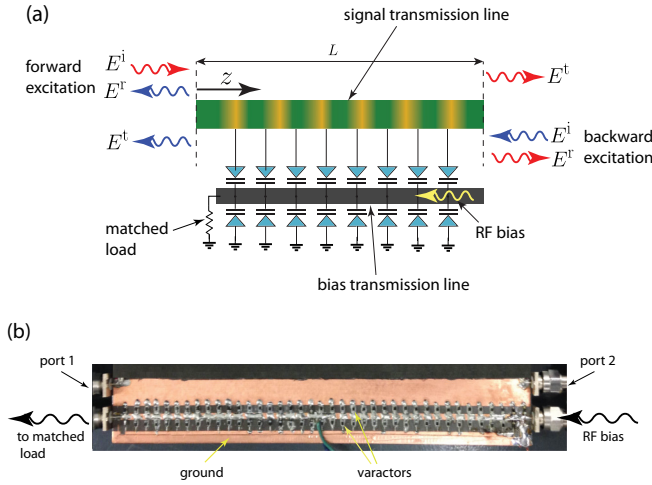 (a)
signal transmission line
L
forward
excitation
E^i
E^r
z
E^t
E^t
E^i
E^r
backward
excitation
matched
load
RF bias
bias transmission line
(b)
port 1
port 2
to matched
load
RF bias
ground
varactors